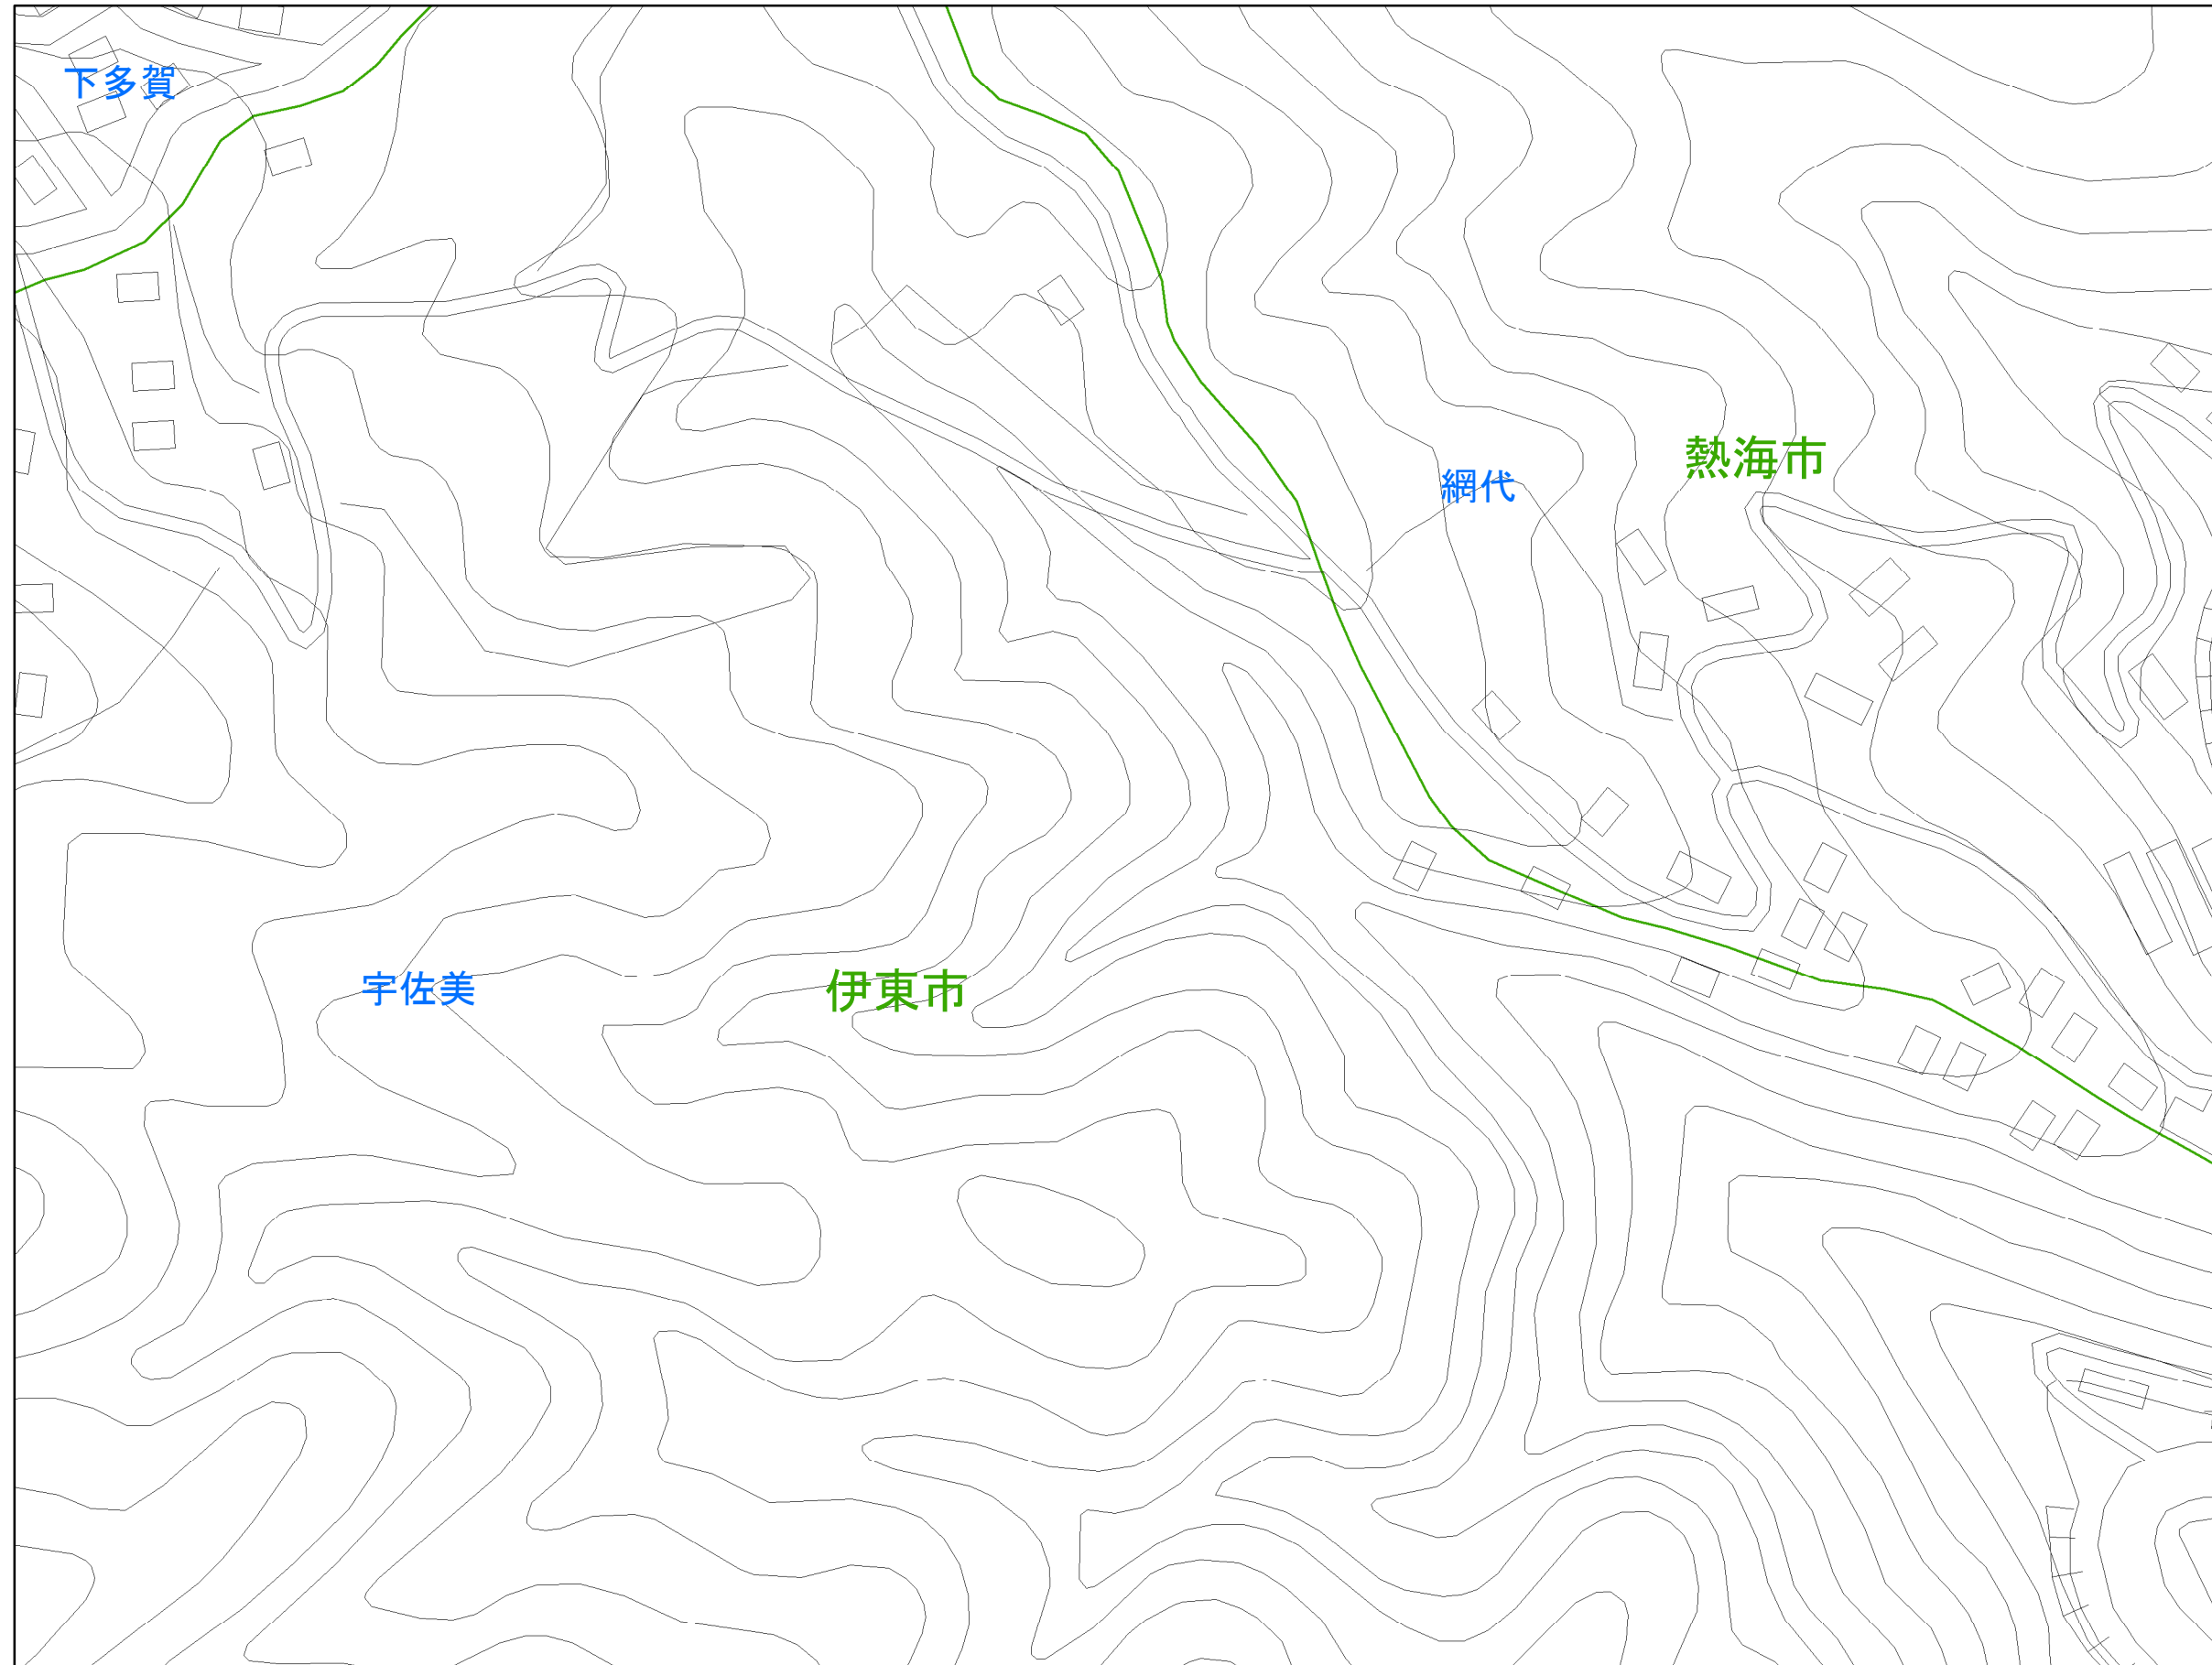 下多賀
熱海市
網代
宇佐美
伊東市